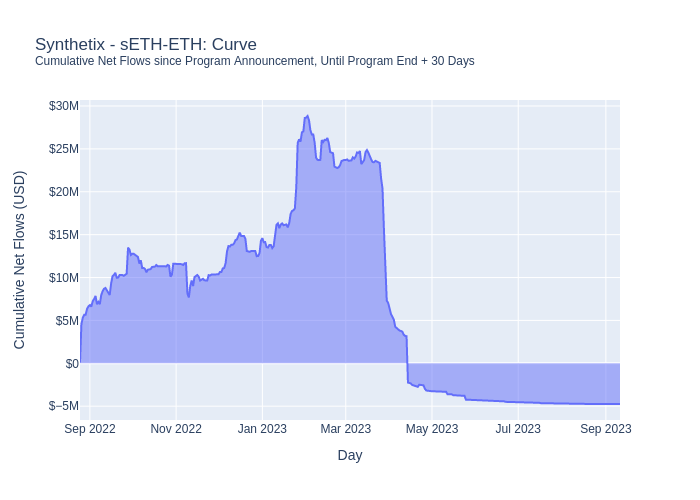 Synthetix - sETH-ETH: Curve
Cumulative Net Flows since Program Announcement, Until Program End + 30 Days
$30M
$25M
$20M
$15M
$10M
$5M
$0
$−5M
Cumulative Net Flows (USD)
Sep 2022 Nov 2022 Jan 2023 Mar 2023 May 2023 Jul 2023 Sep 2023
Day